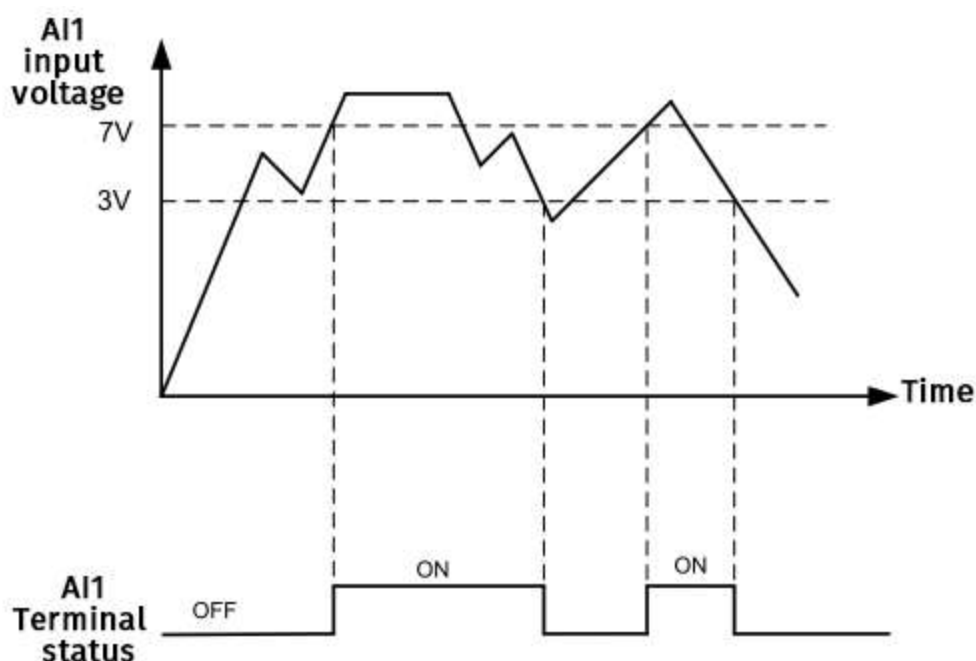 AI1
input
voltage
7V
3V
Time
ON
ON
OFF
AI1
Terminal
status